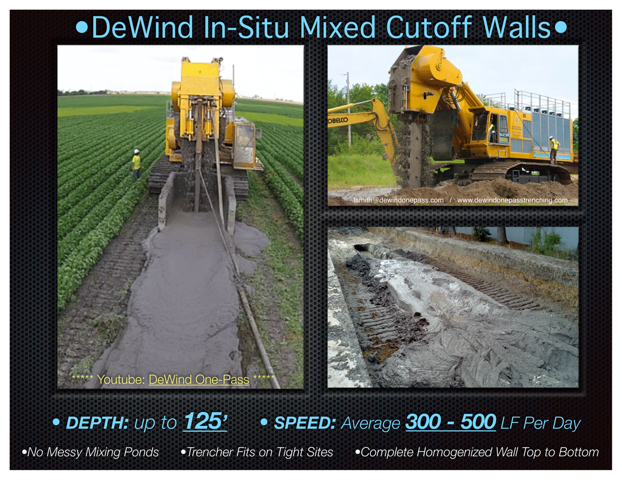 •DeWind In-Situ Mixed Cutoff Walls•
KOBELCO
tsmith@dewindonepass.com / www.dewindonepasstrenching.com
***** Youtube: DeWind One-Pass *****
• DEPTH: up to 125’ • SPEED: Average 300 - 500 LF Per Day
•No Messy Mixing Ponds •Trencher Fits on Tight Sites •Complete Homogenized Wall Top to Bottom